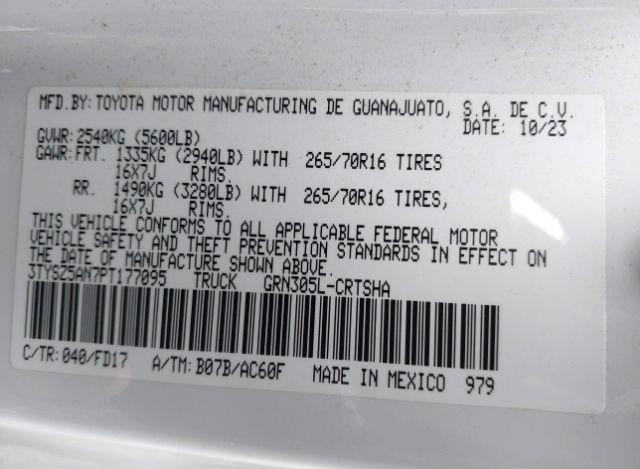 MFD.BY: TOYOTA MOTOR MANUFACTURING DE GUANAJUATO, S.A. DE C.V.
DATE: 10/23
GVWR: 2540KG (5600LB)
GAWR: FRT. 1335KG (2940LB) WITH 265/70R16 TIRES
16X7J RIMS.
RR. 1490KG (3280LB) WITH 265/70R16 TIRES,
16X7J RIMS.
THIS VEHICLE CONFORMS TO ALL APPLICABLE FEDERAL MOTOR
VEHICLE SAFETY AND THEFT PREVENTION STANDARDS IN EFFECT ON
THE DATE OF MANUFACTURE SHOWN ABOVE.
3TYSZ5AN7PT177095 TRUCK GRN305L-CRTSHA
C/TR: 040/FD17 A/TM: B07B/AC60F MADE IN MEXICO 979